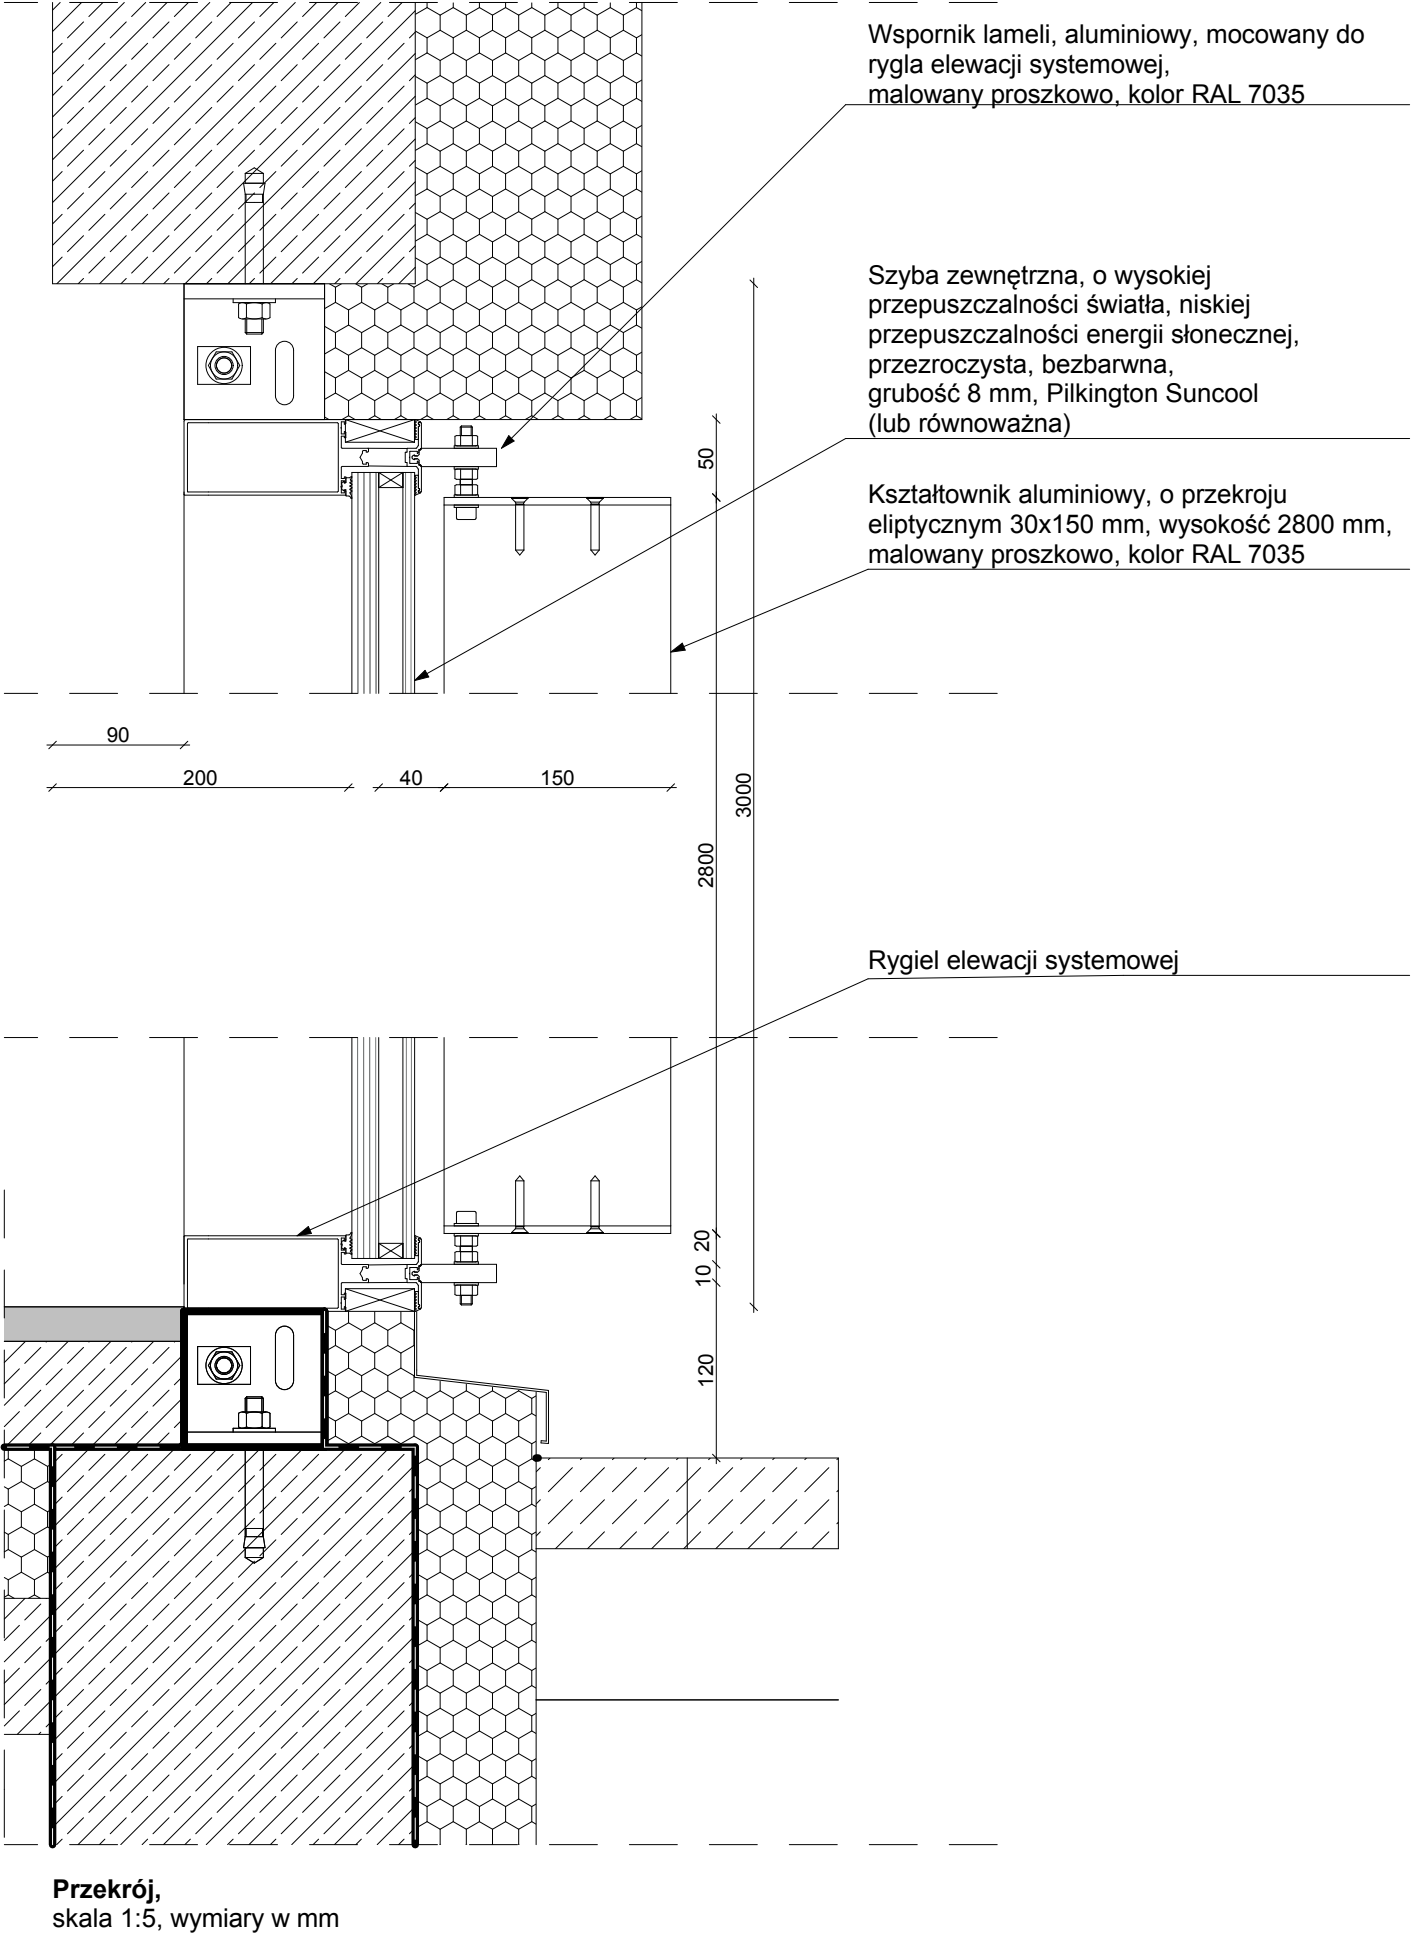 Wspornik lameli, aluminiowy, mocowany do
rygla elewacji systemowej,
malowany proszkowo, kolor RAL 7035
Szyba zewnętrzna, o wysokiej
przepuszczalności światła, niskiej
przepuszczalności energii słonecznej,
przezroczysta, bezbarwna,
grubość 8 mm, Pilkington Suncool
(lub równoważna)
50
Kształtownik aluminiowy, o przekroju
eliptycznym 30x150 mm, wysokość 2800 mm,
malowany proszkowo, kolor RAL 7035
90
200
40
150
3000
2800
Rygiel elewacji systemowej
20
10
120
Przekrój,
skala 1:5, wymiary w mm